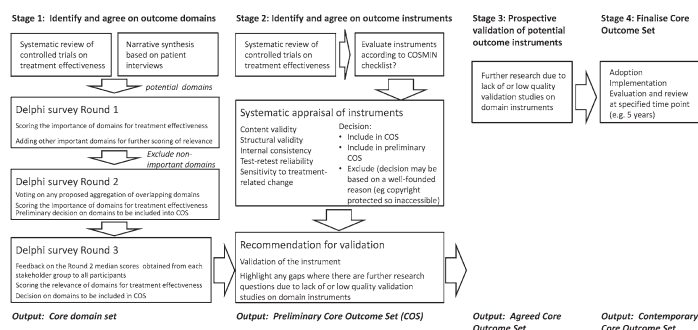 Stage 1: Identify and agree on outcome domains
Systematic review of
controlled trials on
treatment effectiveness
Narrative synthesis
based on patient
interviews
potential domains
Delphi survey Round 1
Scoring the importance of domains for treatment effectiveness
Adding other important domains for further scoring of relevance
Exclude non-
important domains
Delphi survey Round 2
Voting on any proposed aggregation of overlapping domains
Scoring the importance of domains for treatment effectiveness
Preliminary decision on domains to be included into COS
Delphi survey Round 3
Feedback on the Round 2 median scores obtained from each
stakeholder group to all participants
Scoring the relevance of domains for treatment effectiveness
Decision on domains to be included in COS
Output: Core domain set
Stage 2: Identify and agree on outcome instruments
Systematic review of
controlled trials on
treatment effectiveness
Evaluate instruments
according to COSMIN
checklist?
Systematic appraisal of instruments
Content validity
Structural validity
Internal consistency
Test-retest reliability
Sensitivity to treatment-
related change
Decision:
• Include in COS
• Include in preliminary
COS
• Exclude (decision may be
based on a well-founded
reason (eg copyright
protected so inaccessible)
Recommendation for validation
Validation of the instrument
Highlight any gaps where there are further research
questions due to lack of or low quality validation
studies on domain instruments
Output: Preliminary Core Outcome Set (COS)
Stage 3: Prospective
validation of potential
outcome instruments
Further research due to
lack of or low quality
validation studies on
domain instruments
Output: Agreed Core
Outcome Set
Stage 4: Finalise Core
Outcome Set
Adoption
Implementation
Evaluation and review
at specified time point
(e.g. 5 years)
Output: Contemporary
Core Outcome Set